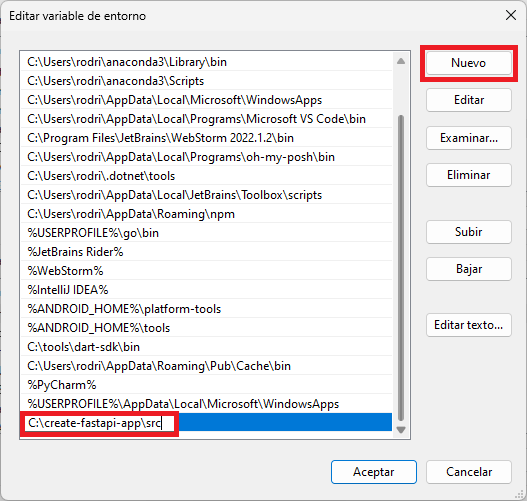 Editar variable de entorno
C:\Users\rodri\anaconda3\Library\bin
C:\Users\rodri\anaconda3\Scripts
C:\Users\rodri\AppData\Local\Microsoft\WindowsApps
C:\Users\rodri\AppData\Local\Programs\Microsoft VS Code\bin
C:\Program Files\JetBrains\WebStorm 2022.1.2\bin
C:\Users\rodri\AppData\Local\Programs\oh-my-posh\bin
C:\Users\rodri\.dotnet\tools
C:\Users\rodri\AppData\Local\JetBrains\Toolbox\scripts
C:\Users\rodri\AppData\Roaming\npm
%USERPROFILE%\go\bin
%JetBrains Rider%
%WebStorm%
%IntelliJ IDEA%
%ANDROID_HOME%\platform-tools
%ANDROID_HOME%\tools
C:\tools\dart-sdk\bin
C:\Users\rodri\AppData\Roaming\Pub\Cache\bin
%PyCharm%
%USERPROFILE%\AppData\Local\Microsoft\WindowsApps
C:\create-fastapi-app\src
Nuevo
Editar
Examinar...
Eliminar
Subir
Bajar
Editar texto...
Aceptar
Cancelar